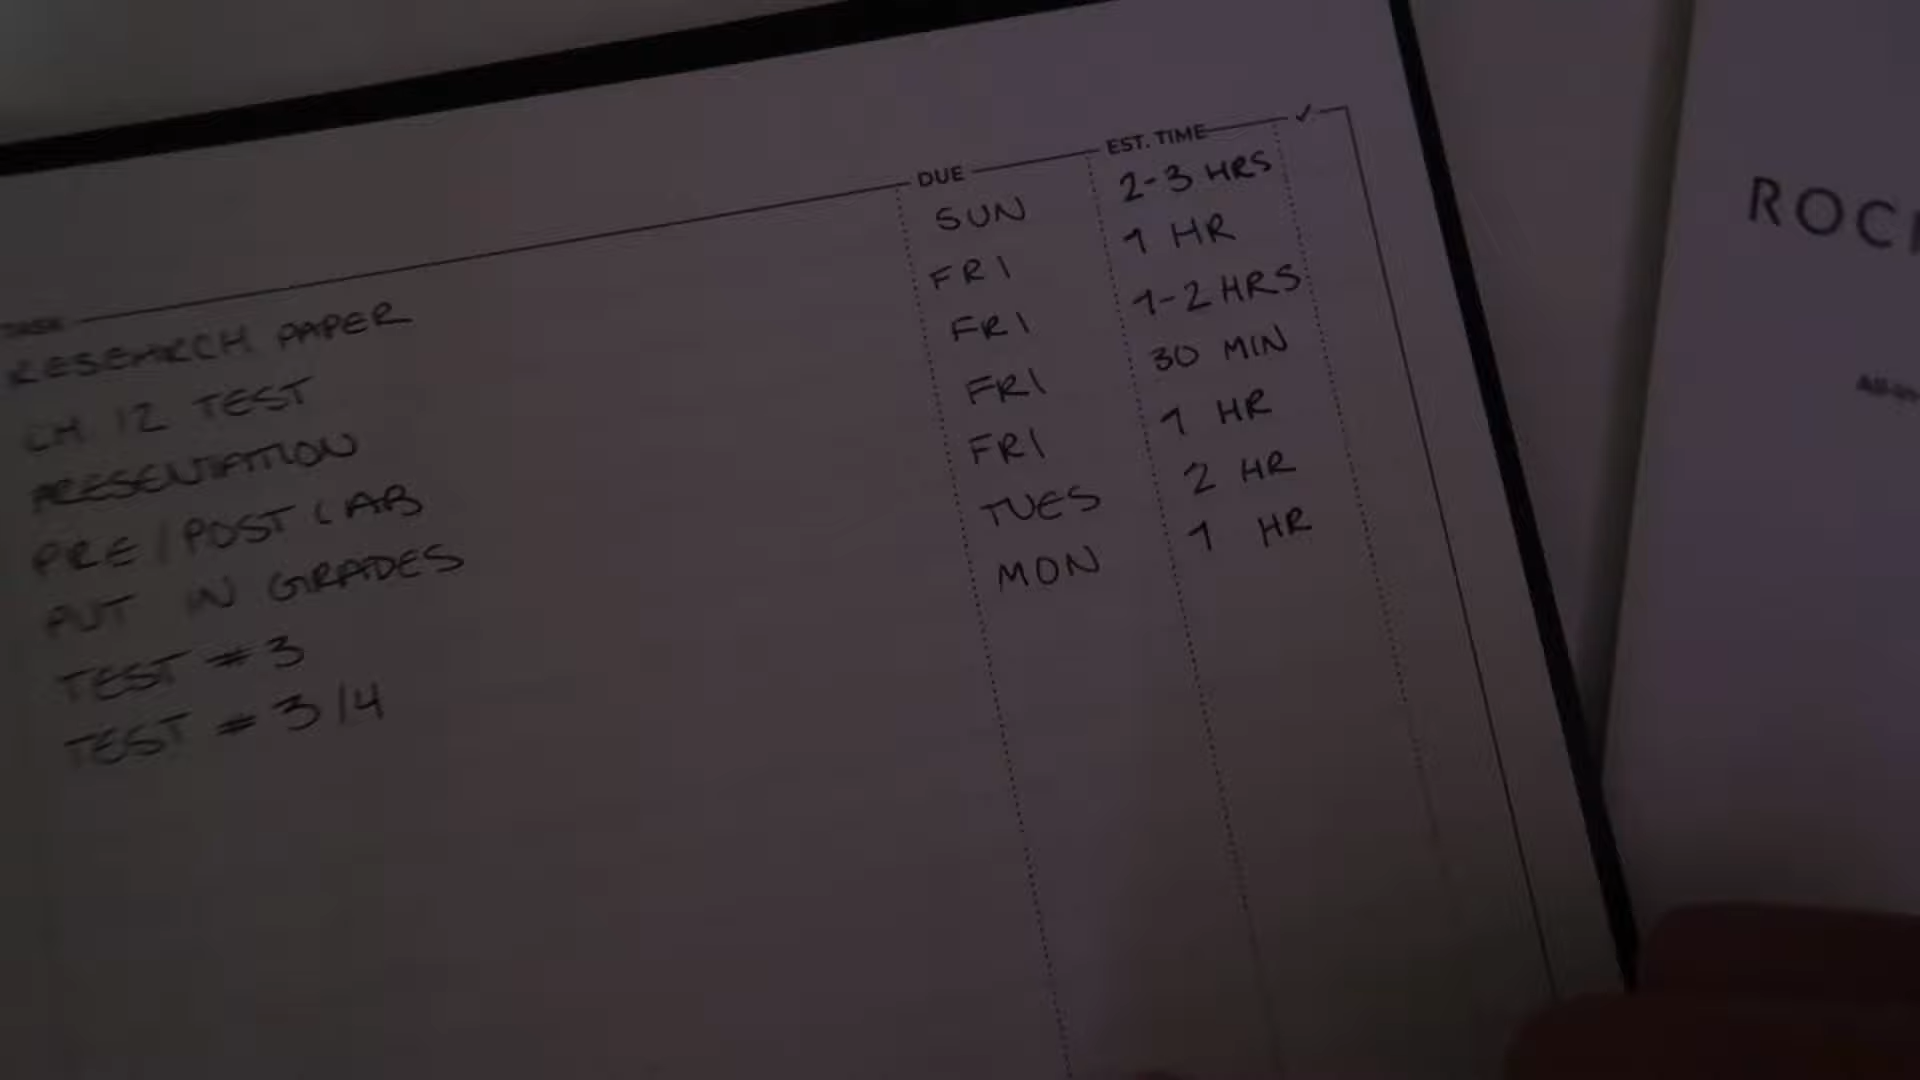 TASK DUE EST. TIME ✓
RESEARCH PAPER SUN 2-3 HRS
CH. 12 TEST FRI 1 HR
PRESENTATION FRI 1-2 HRS
PRE/POST LAB FRI 30 MIN
PUT IN GRADES FRI 1 HR
TEST #3 TUES 2 HR
TEST #3/4 MON 1 HR